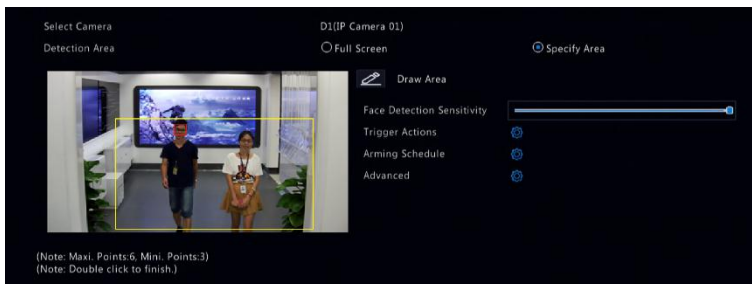 Select Camera
D1(IP Camera 01)
Detection Area
Full Screen
Specify Area
Draw Area
Face Detection Sensitivity
Trigger Actions
Arming Schedule
Advanced
(Note: Maxi. Points:6, Mini. Points:3)
(Note: Double click to finish.)